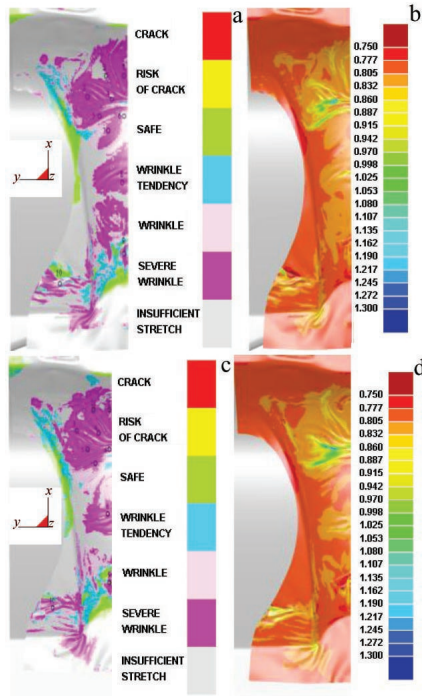 a
b
CRACK
RISK
OF CRACK
SAFE
WRINKLE
TENDENCY
WRINKLE
SEVERE
WRINKLE
INSUFFICIENT
STRETCH
x
y
z
0.750
0.777
0.805
0.832
0.860
0.887
0.915
0.942
0.970
0.998
1.025
1.053
1.080
1.107
1.135
1.162
1.190
1.217
1.245
1.272
1.300
c
d
CRACK
RISK
OF CRACK
SAFE
WRINKLE
TENDENCY
WRINKLE
SEVERE
WRINKLE
INSUFFICIENT
STRETCH
x
y
z
0.750
0.777
0.805
0.832
0.860
0.887
0.915
0.942
0.970
0.998
1.025
1.053
1.080
1.107
1.135
1.162
1.190
1.217
1.245
1.272
1.300